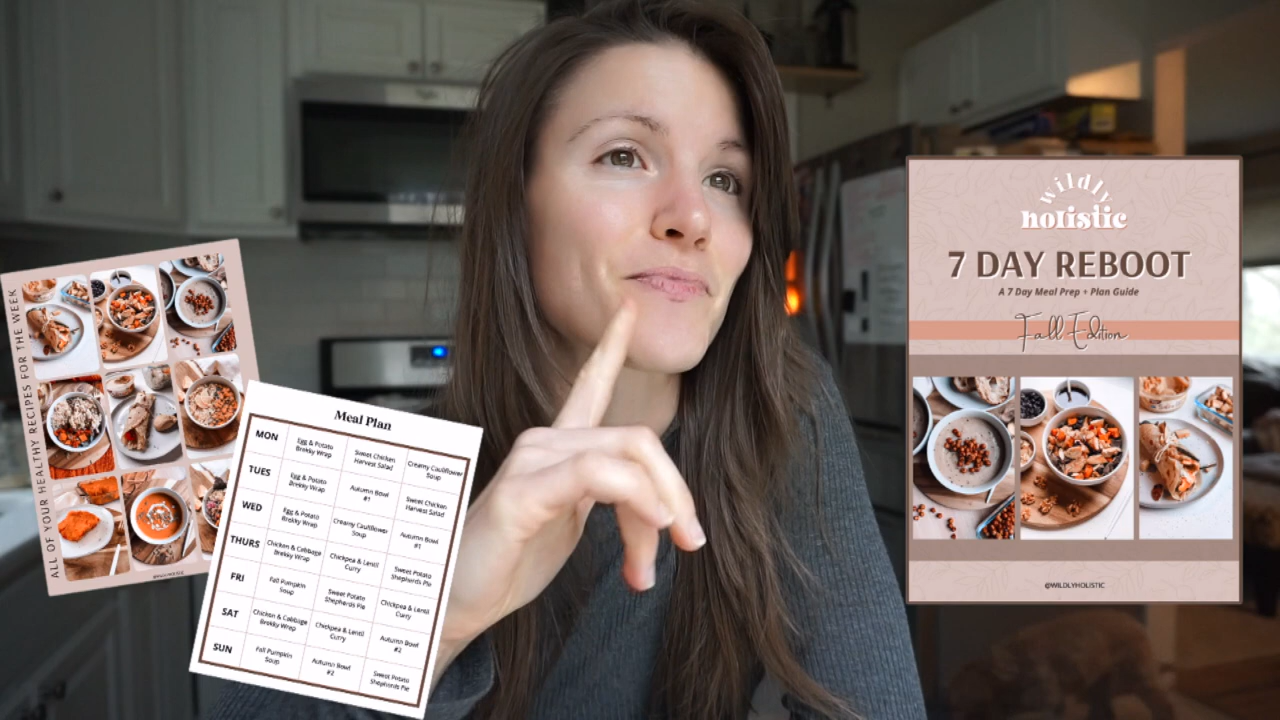 ALL OF YOUR HEALTHY RECIPES FOR THE WEEK
@WILDLYHOLISTIC
Meal Plan
MON
Egg & Potato
Brekky Wrap
Sweet Chicken
Harvest Salad
Creamy Cauliflower
Soup
TUES
Egg & Potato
Brekky Wrap
Autumn Bowl
#1
Sweet Chicken
Harvest Salad
WED
Egg & Potato
Brekky Wrap
Creamy Cauliflower
Soup
Autumn Bowl
#1
THURS
Chicken & Cabbage
Brekky Wrap
Chickpea & Lentil
Curry
Sweet Potato
Shepherds Pie
FRI
Fall Pumpkin
Soup
Sweet Potato
Shepherds Pie
Chickpea & Lentil
Curry
SAT
Chicken & Cabbage
Brekky Wrap
Chickpea & Lentil
Curry
Autumn Bowl
#2
SUN
Fall Pumpkin
Soup
Autumn Bowl
#2
Sweet Potato
Shepherds Pie
wildly
holistic
7 DAY REBOOT
A 7 Day Meal Prep + Plan Guide
Fall Edition
@WILDLYHOLISTIC